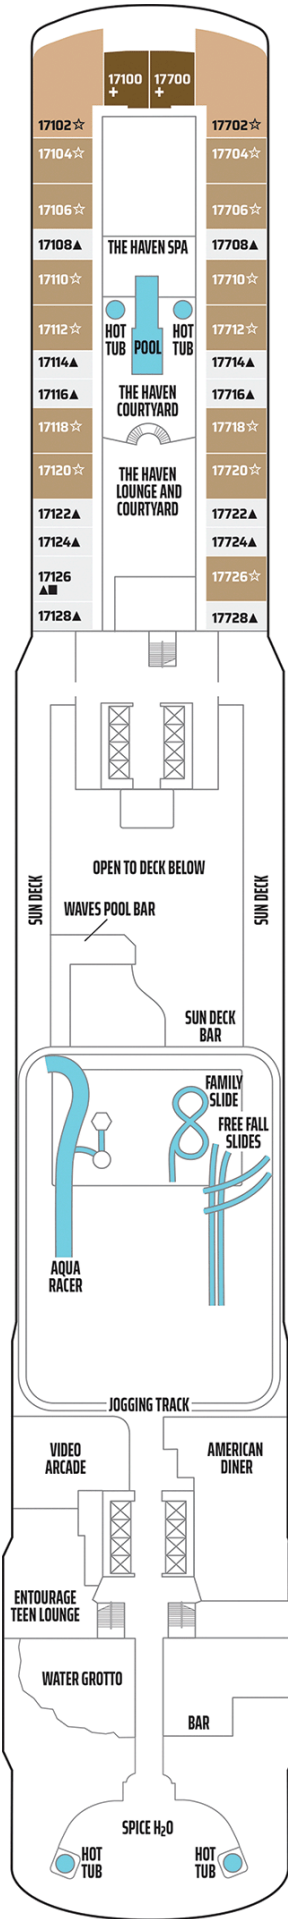 17100 17700
+ +
17102☆ 17702☆
17104☆ 17704☆
17106☆ 17706☆
17108▲ THE HAVEN SPA 17708▲
17110☆ 17710☆
17112☆ 17712☆
HOT TUB
POOL
HOT TUB
17114▲ 17714▲
17116▲ 17716▲
THE HAVEN
COURTYARD
17118☆ 17718☆
17120☆ 17720☆
THE HAVEN
LOUNGE AND
COURTYARD
17122▲ 17722▲
17124▲ 17724▲
17126 17726☆
▲■
17128▲ 17728▲
OPEN TO DECK BELOW
SUN DECK
SUN DECK
WAVES POOL BAR
SUN DECK
BAR
FAMILY
SLIDE
FREE FALL
SLIDES
AQUA
RACER
JOGGING TRACK
VIDEO
ARCADE
AMERICAN
DINER
ENTOURAGE
TEEN LOUNGE
WATER GROTTO
BAR
SPICE H2O
HOT
TUB
HOT
TUB